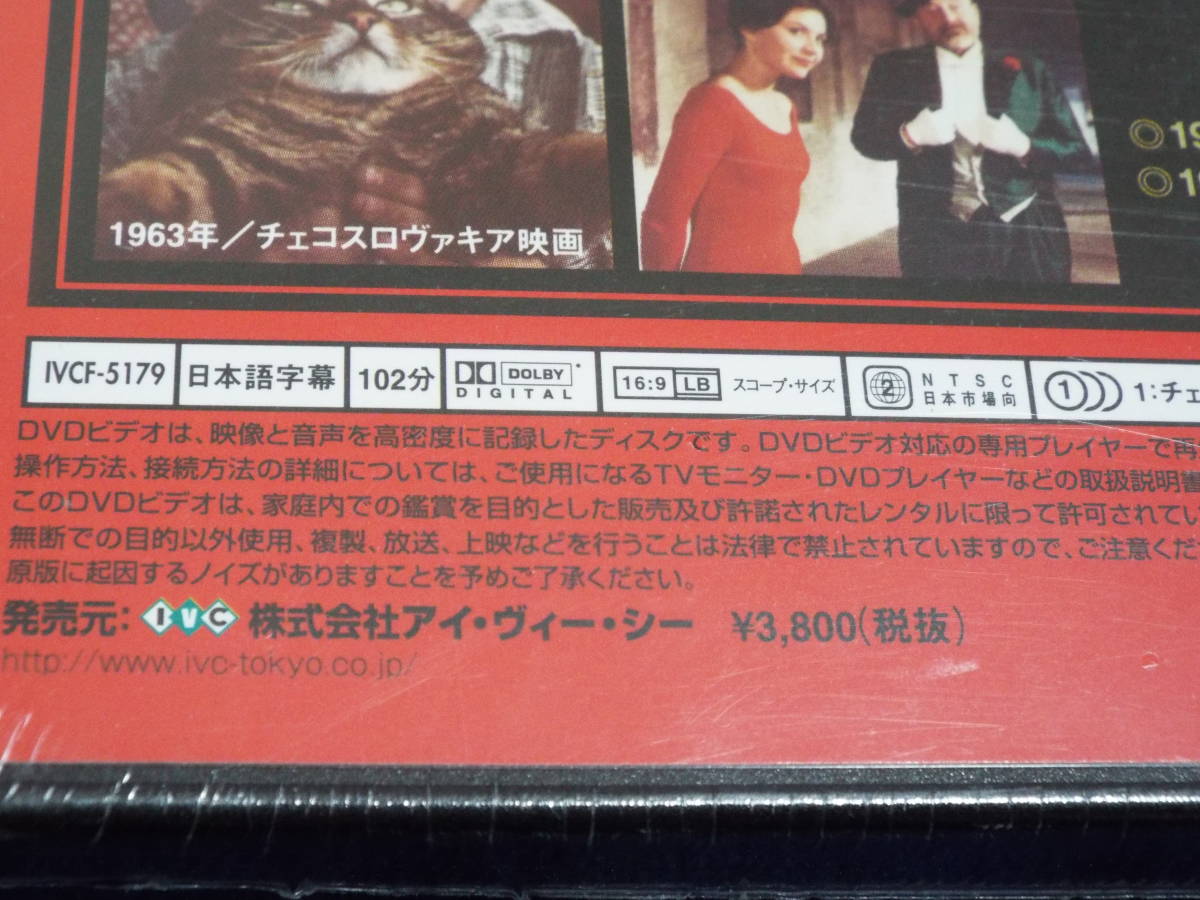 ◎19
◎19
1963年／チェコスロヴァキア映画
IVCF-5179 日本語字幕 102分 DOLBY DIGITAL 16:9 LB スコープ・サイズ 2 NTSC 日本市場向 1 1:チェ
DVDビデオは、映像と音声を高密度に記録したディスクです。DVDビデオ対応の専用プレイヤーで再
操作方法、接続方法の詳細については、ご使用になるTVモニター・DVDプレイヤーなどの取扱説明書
このDVDビデオは、家庭内での鑑賞を目的とした販売及び許諾されたレンタルに限って許可されてい
無断での目的以外使用、複製、放送、上映などを行うことは法律で禁止されていますので、ご注意くだ
原版に起因するノイズがありますことを予めご了承ください。
発売元: IVC 株式会社アイ・ヴィー・シー ¥3,800(税抜)
http://www.ivc-tokyo.co.jp/